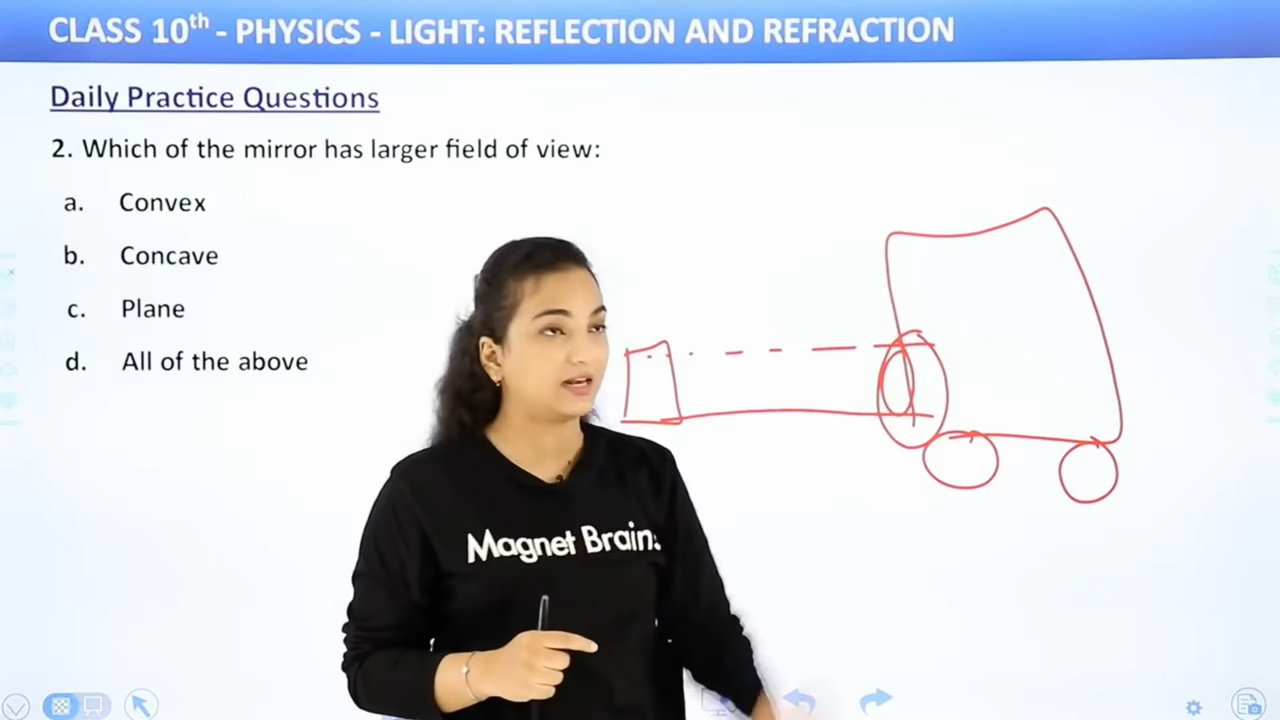 CLASS 10th - PHYSICS - LIGHT: REFLECTION AND REFRACTION
Daily Practice Questions
2. Which of the mirror has larger field of view:
a. Convex
b. Concave
c. Plane
d. All of the above
Magnet Brains